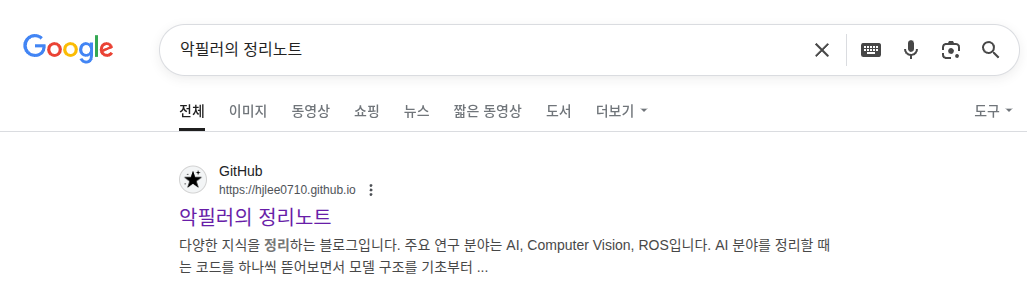 Google
악필러의 정리노트
전체 이미지 동영상 쇼핑 뉴스 짧은 동영상 도서 더보기 도구
GitHub
https://hjlee0710.github.io
악필러의 정리노트
다양한 지식을 정리하는 블로그입니다. 주요 연구 분야는 AI, Computer Vision, ROS입니다. AI 분야를 정리할 때
는 코드를 하나씩 뜯어보면서 모델 구조를 기초부터 ...